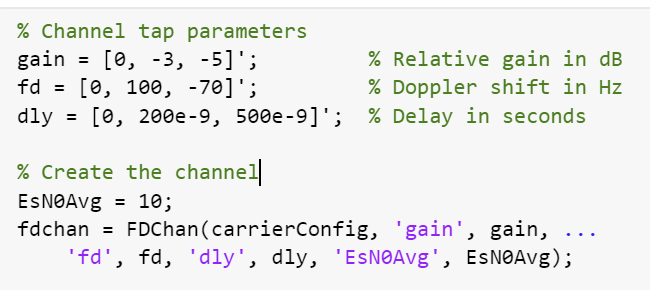 % Channel tap parameters
gain = [0, -3, -5]'; % Relative gain in dB
fd = [0, 100, -70]'; % Doppler shift in Hz
dly = [0, 200e-9, 500e-9]'; % Delay in seconds
% Create the channel
EsN0Avg = 10;
fdchan = FDChan(carrierConfig, 'gain', gain, ...
'fd', fd, 'dly', dly, 'EsN0Avg', EsN0Avg);